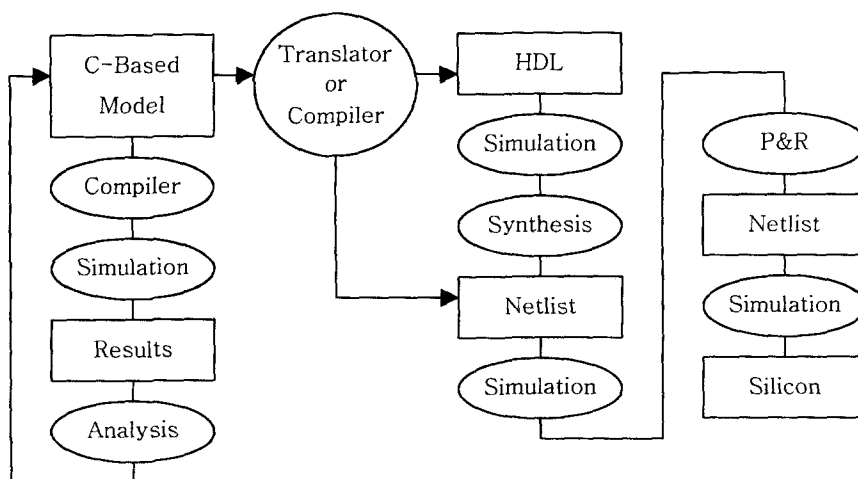 C-Based
Model
Compiler
Simulation
Results
Analysis
Translator
or
Compiler
HDL
Simulation
Synthesis
Netlist
Simulation
P&R
Netlist
Simulation
Silicon